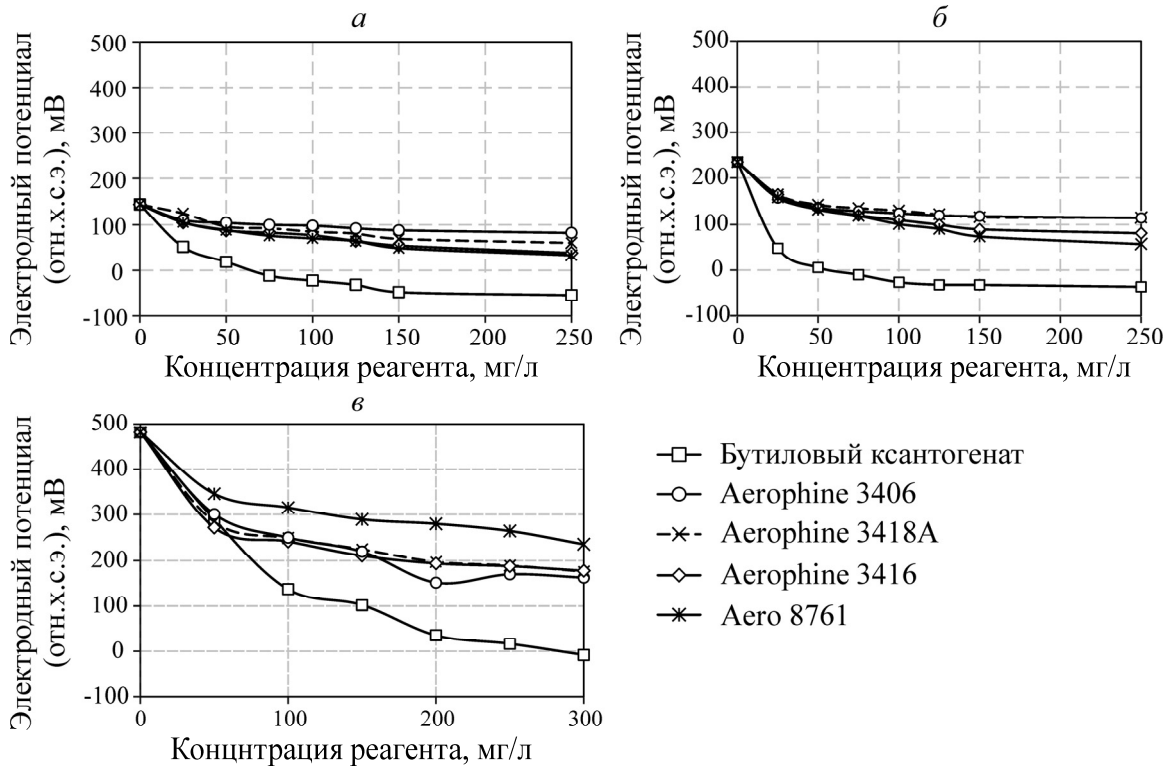 а
Электродный потенциал
(отн.х.с.э.), мВ
500
400
300
200
100
0
-100
0 50 100 150 200 250
Концентрация реагента, мг/л
б
Электродный потенциал
(отн.х.с.э.), мВ
500
400
300
200
100
0
-100
0 50 100 150 200 250
Концентрация реагента, мг/л
в
Электродный потенциал
(отн.х.с.э.), мВ
500
400
300
200
100
0
-100
0 100 200 300
Концнтрация реагента, мг/л
Бутиловый ксантогенат
Aerophine 3406
Aerophine 3418A
Aerophine 3416
Aero 8761